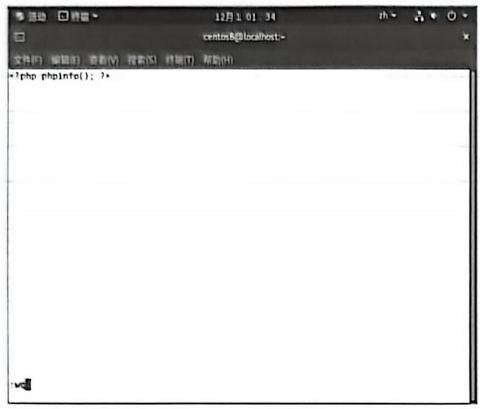 活动 终端
12月1 01：34
zh
centos8@localhost:~
文件(F) 编辑(E) 查看(V) 搜索(S) 终端(T) 帮助(H)
<?php phpinfo(); ?>
:wq